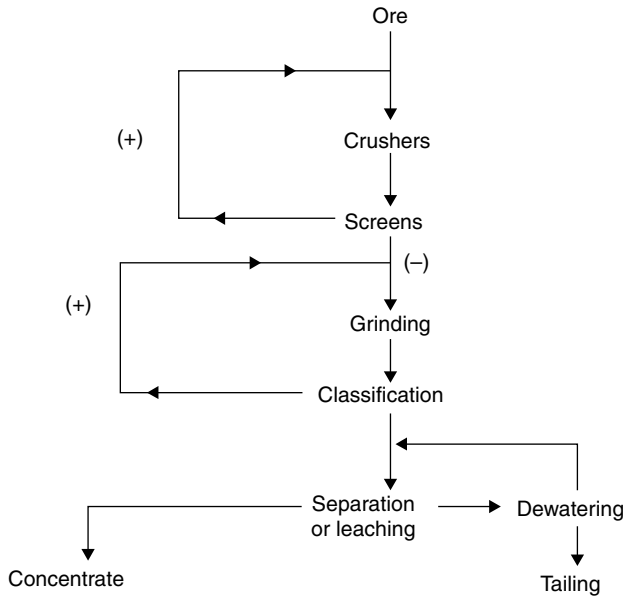 Ore
(+)
Crushers
Screens
(–)
(+)
Grinding
Classification
Separation
or leaching
Dewatering
Concentrate
Tailing